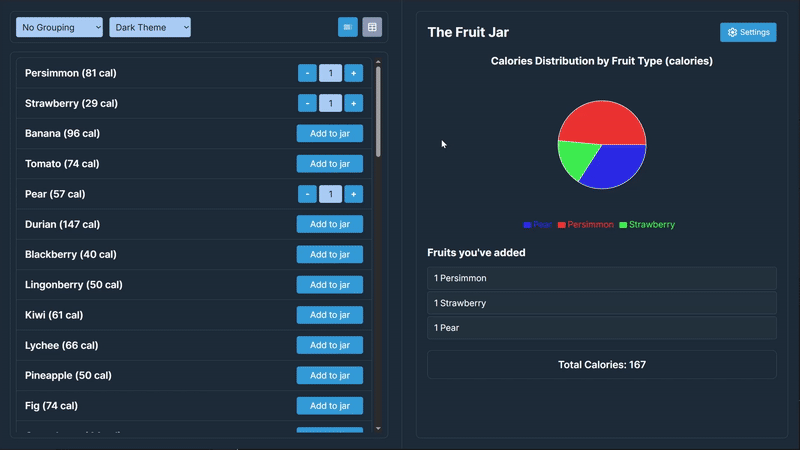 No Grouping
Dark Theme
Persimmon (81 cal)
- 1 +
Strawberry (29 cal)
- 1 +
Banana (96 cal)
Add to jar
Tomato (74 cal)
Add to jar
Pear (57 cal)
- 1 +
Durian (147 cal)
Add to jar
Blackberry (40 cal)
Add to jar
Lingonberry (50 cal)
Add to jar
Kiwi (61 cal)
Add to jar
Lychee (66 cal)
Add to jar
Pineapple (50 cal)
Add to jar
Fig (74 cal)
Add to jar
The Fruit Jar
Settings
Calories Distribution by Fruit Type (calories)
Pear Persimmon Strawberry
Fruits you've added
1 Persimmon
1 Strawberry
1 Pear
Total Calories: 167